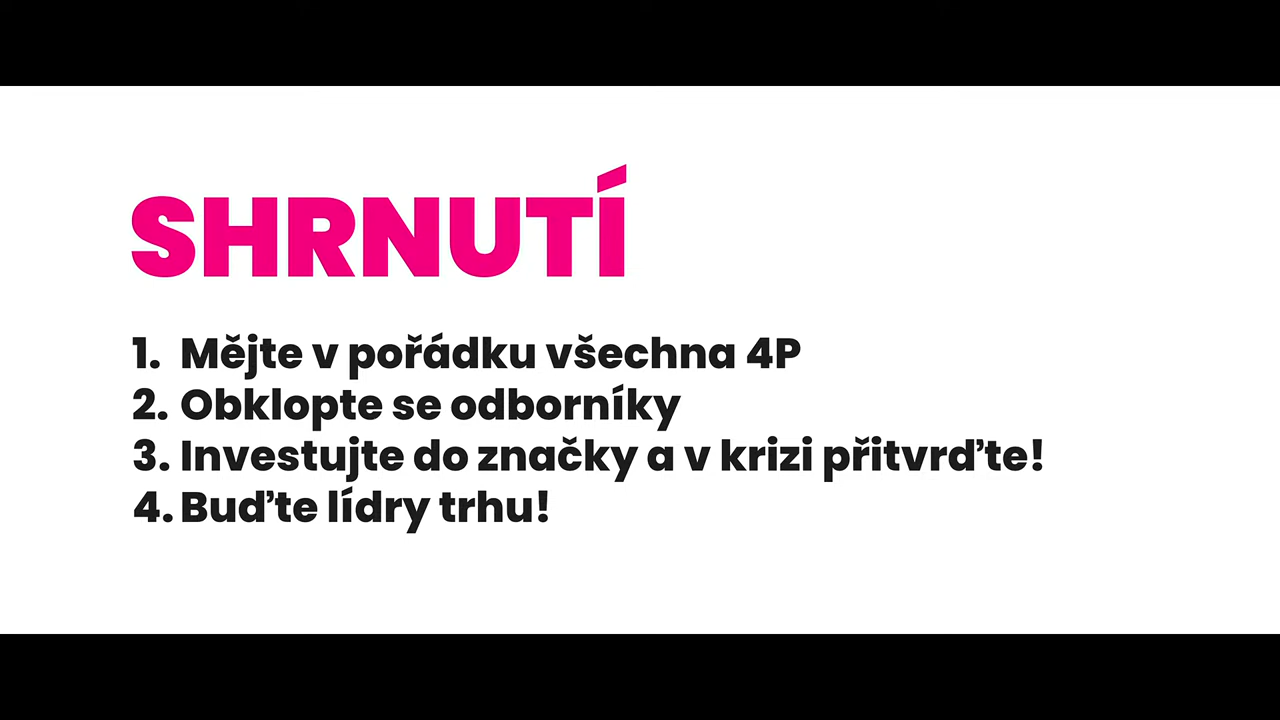 SHRNUTÍ
1. Mějte v pořádku všechna 4P
2. Obklopte se odborníky
3. Investujte do značky a v krizi přitvrďte!
4. Buďte lídry trhu!